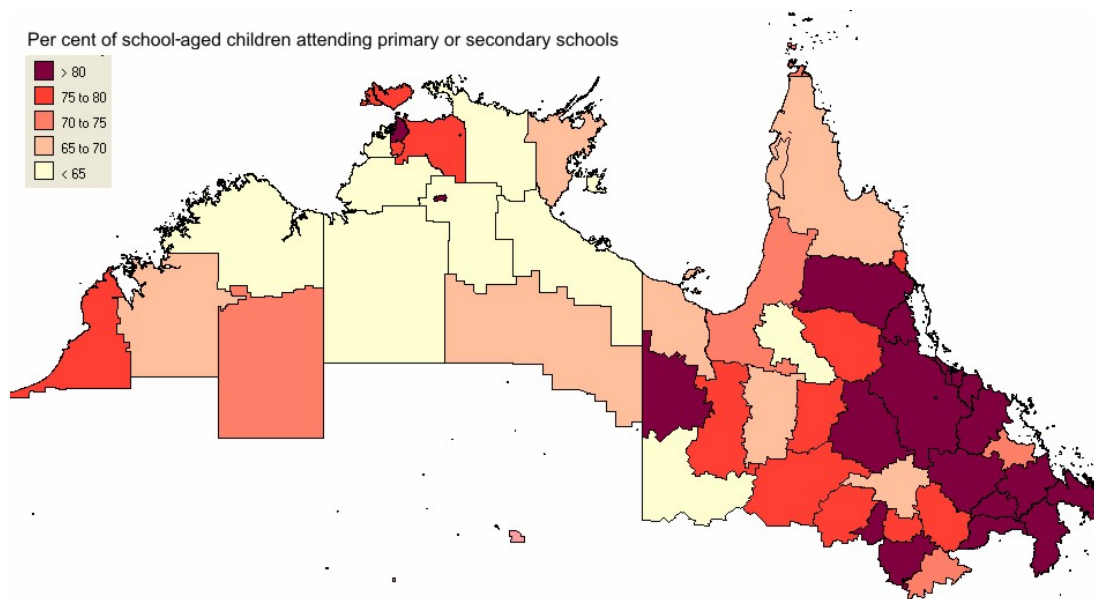 Per cent of school-aged children attending primary or secondary schools
> 80
75 to 80
70 to 75
65 to 70
< 65